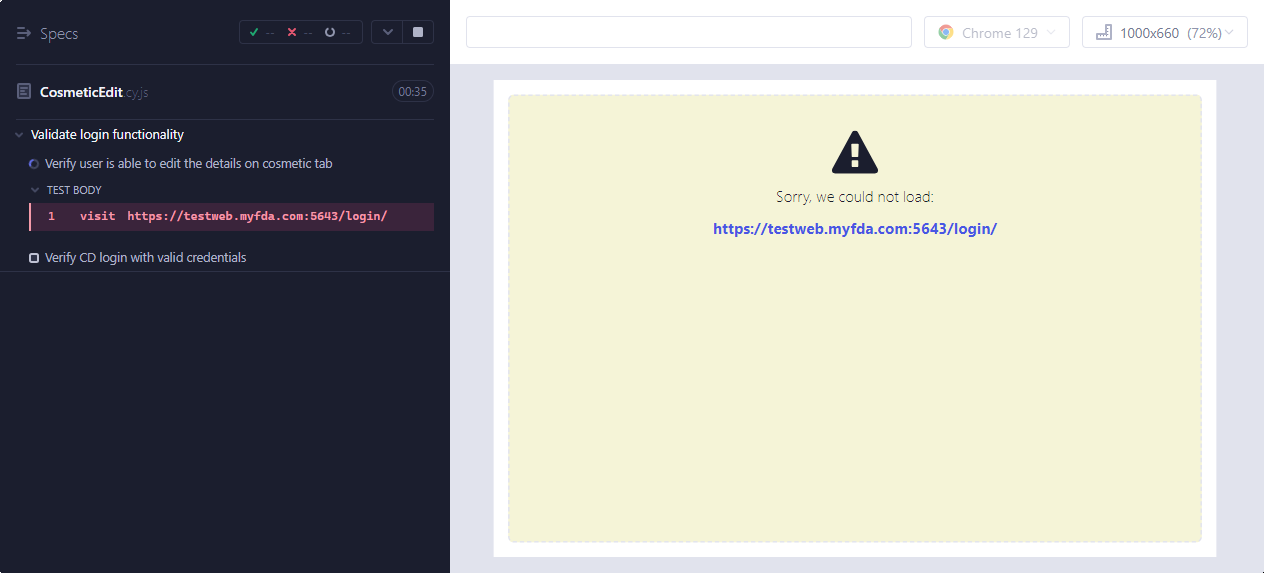 Specs
-- -- --
CosmeticEdit.cy.js 00:35
Validate login functionality
Verify user is able to edit the details on cosmetic tab
TEST BODY
1 visit https://testweb.myfda.com:5643/login/
Verify CD login with valid credentials
Chrome 129
1000x660 (72%)
Sorry, we could not load:
https://testweb.myfda.com:5643/login/